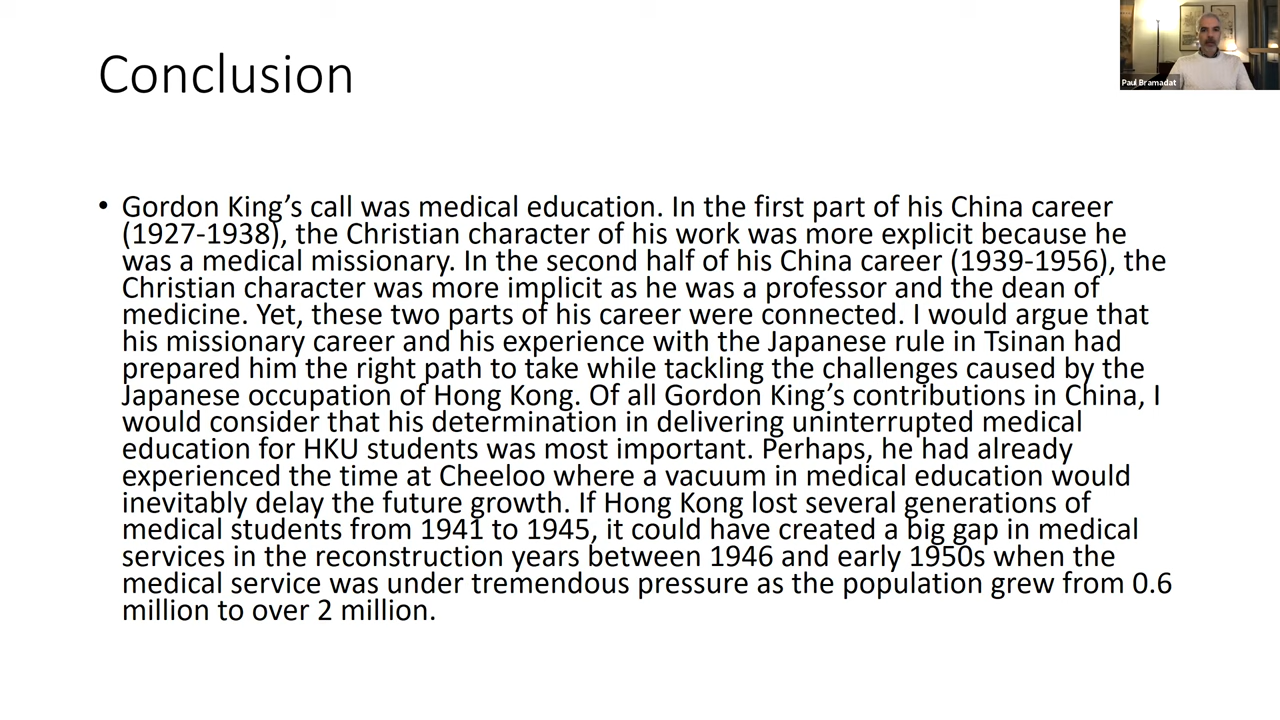 Conclusion
Paul Bramadat
• Gordon King’s call was medical education. In the first part of his China career
(1927-1938), the Christian character of his work was more explicit because he
was a medical missionary. In the second half of his China career (1939-1956), the
Christian character was more implicit as he was a professor and the dean of
medicine. Yet, these two parts of his career were connected. I would argue that
his missionary career and his experience with the Japanese rule in Tsinan had
prepared him the right path to take while tackling the challenges caused by the
Japanese occupation of Hong Kong. Of all Gordon King’s contributions in China, I
would consider that his determination in delivering uninterrupted medical
education for HKU students was most important. Perhaps, he had already
experienced the time at Cheeloo where a vacuum in medical education would
inevitably delay the future growth. If Hong Kong lost several generations of
medical students from 1941 to 1945, it could have created a big gap in medical
services in the reconstruction years between 1946 and early 1950s when the
medical service was under tremendous pressure as the population grew from 0.6
million to over 2 million.